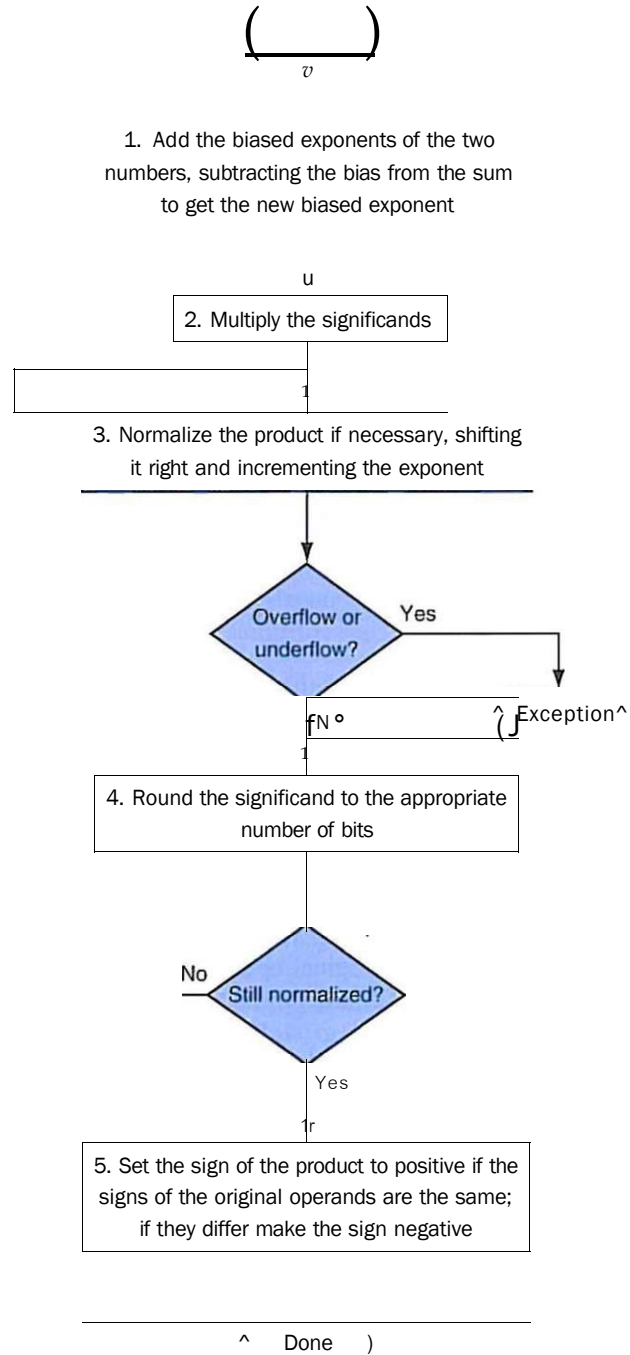 ( )
v
1. Add the biased exponents of the two
numbers, subtracting the bias from the sum
to get the new biased exponent
u
2. Multiply the significands
1
3. Normalize the product if necessary, shifting
it right and incrementing the exponent
Overflow or
underflow?
Yes
fN°
^
(J
Exception^
1
4. Round the significand to the appropriate
number of bits
No
Still normalized?
Yes
1r
5. Set the sign of the product to positive if the
signs of the original operands are the same;
if they differ make the sign negative
^ Done )